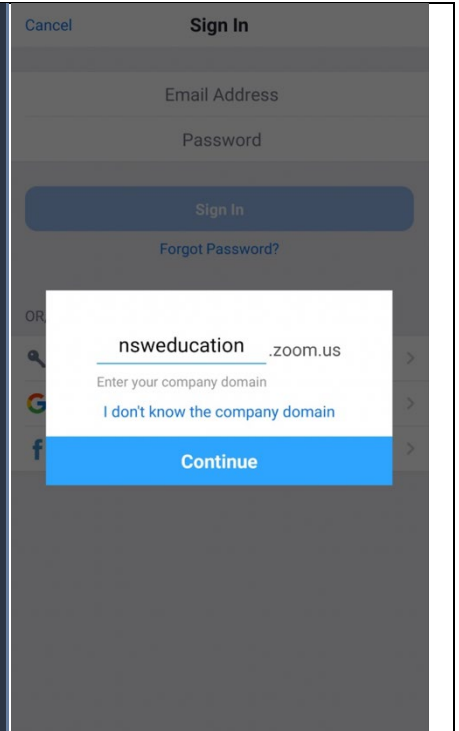 Cancel
Sign In
Email Address
Password
Sign In
Forgot Password?
OR,
nsweducation .zoom.us
Enter your company domain
I don't know the company domain
Continue